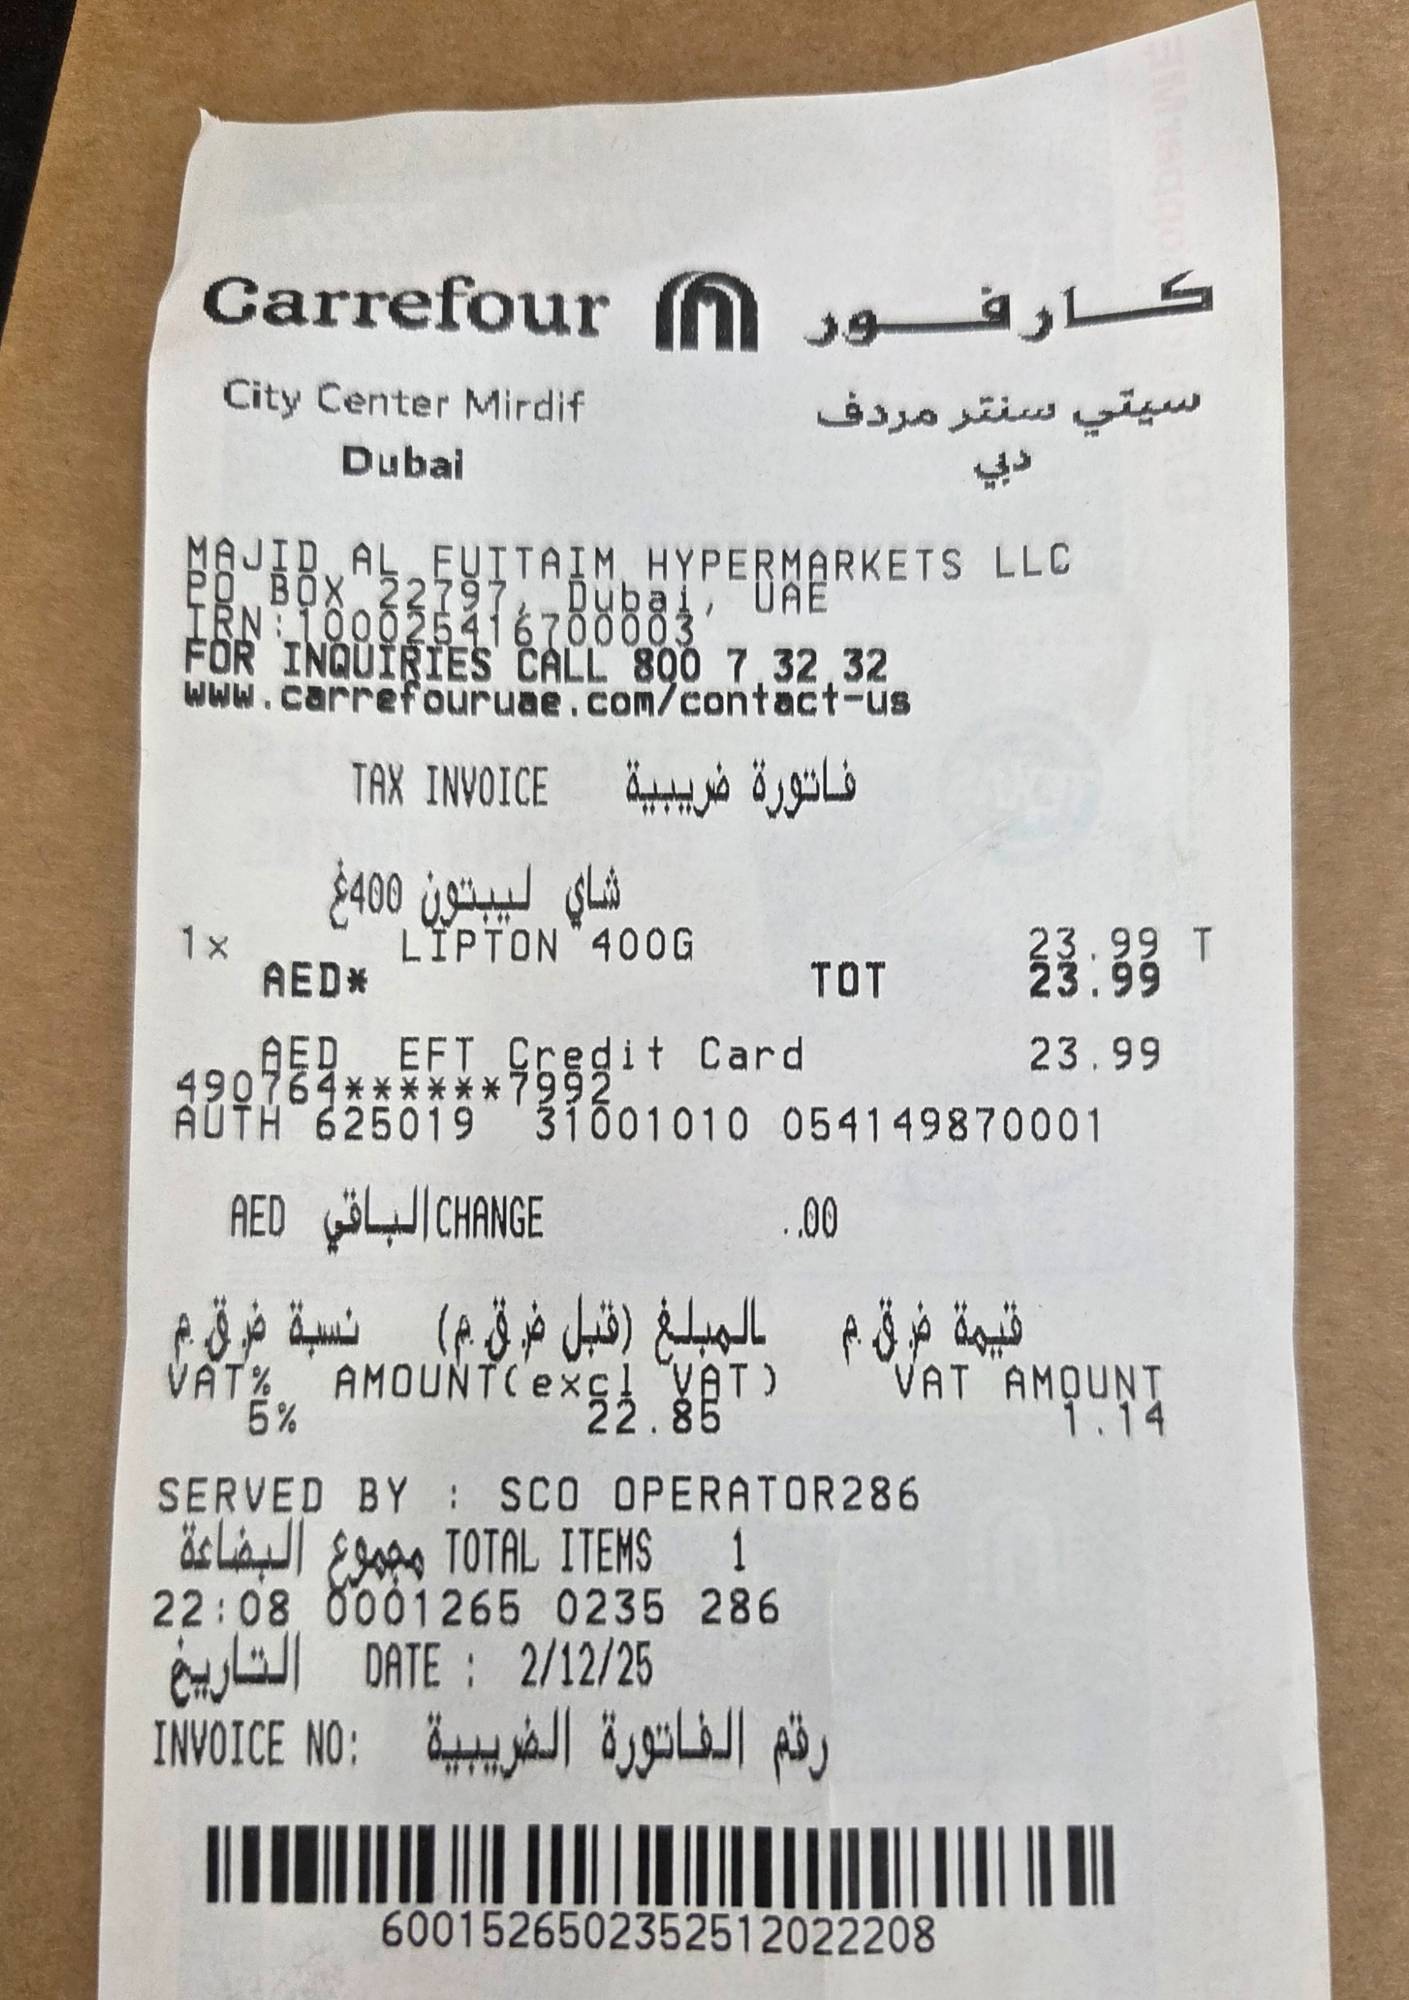 Carrefour كارفور
City Center Mirdif سيتي سنتر مردف
Dubai دبي
MAJID AL FUTTAIM HYPERMARKETS LLC
PO BOX 22797, Dubai, UAE
TRN:100025416700003
FOR INQUIRIES CALL 800 7 32 32
www.carrefouruae.com/contact-us
TAX INVOICE فاتورة ضريبية
شاي ليبتون 400غ
1x LIPTON 400G 23.99 T
AED* TOT 23.99
AED EFT Credit Card 23.99
490764******7992
AUTH 625019 31001010 054149870001
AED الباقي CHANGE ..00
نسبة ض.ق.م المبلغ (قبل ض.ق.م) قيمة ض.ق.م
VAT% AMOUNT(excl VAT) VAT AMOUNT
5% 22.85 1.14
SERVED BY : SCO OPERATOR286
مجموع البضاعة TOTAL ITEMS 1
22:08 0001265 0235 286
التاريخ DATE : 2/12/25
INVOICE NO: رقم الفاتورة الضريبية
6001526502352512022208